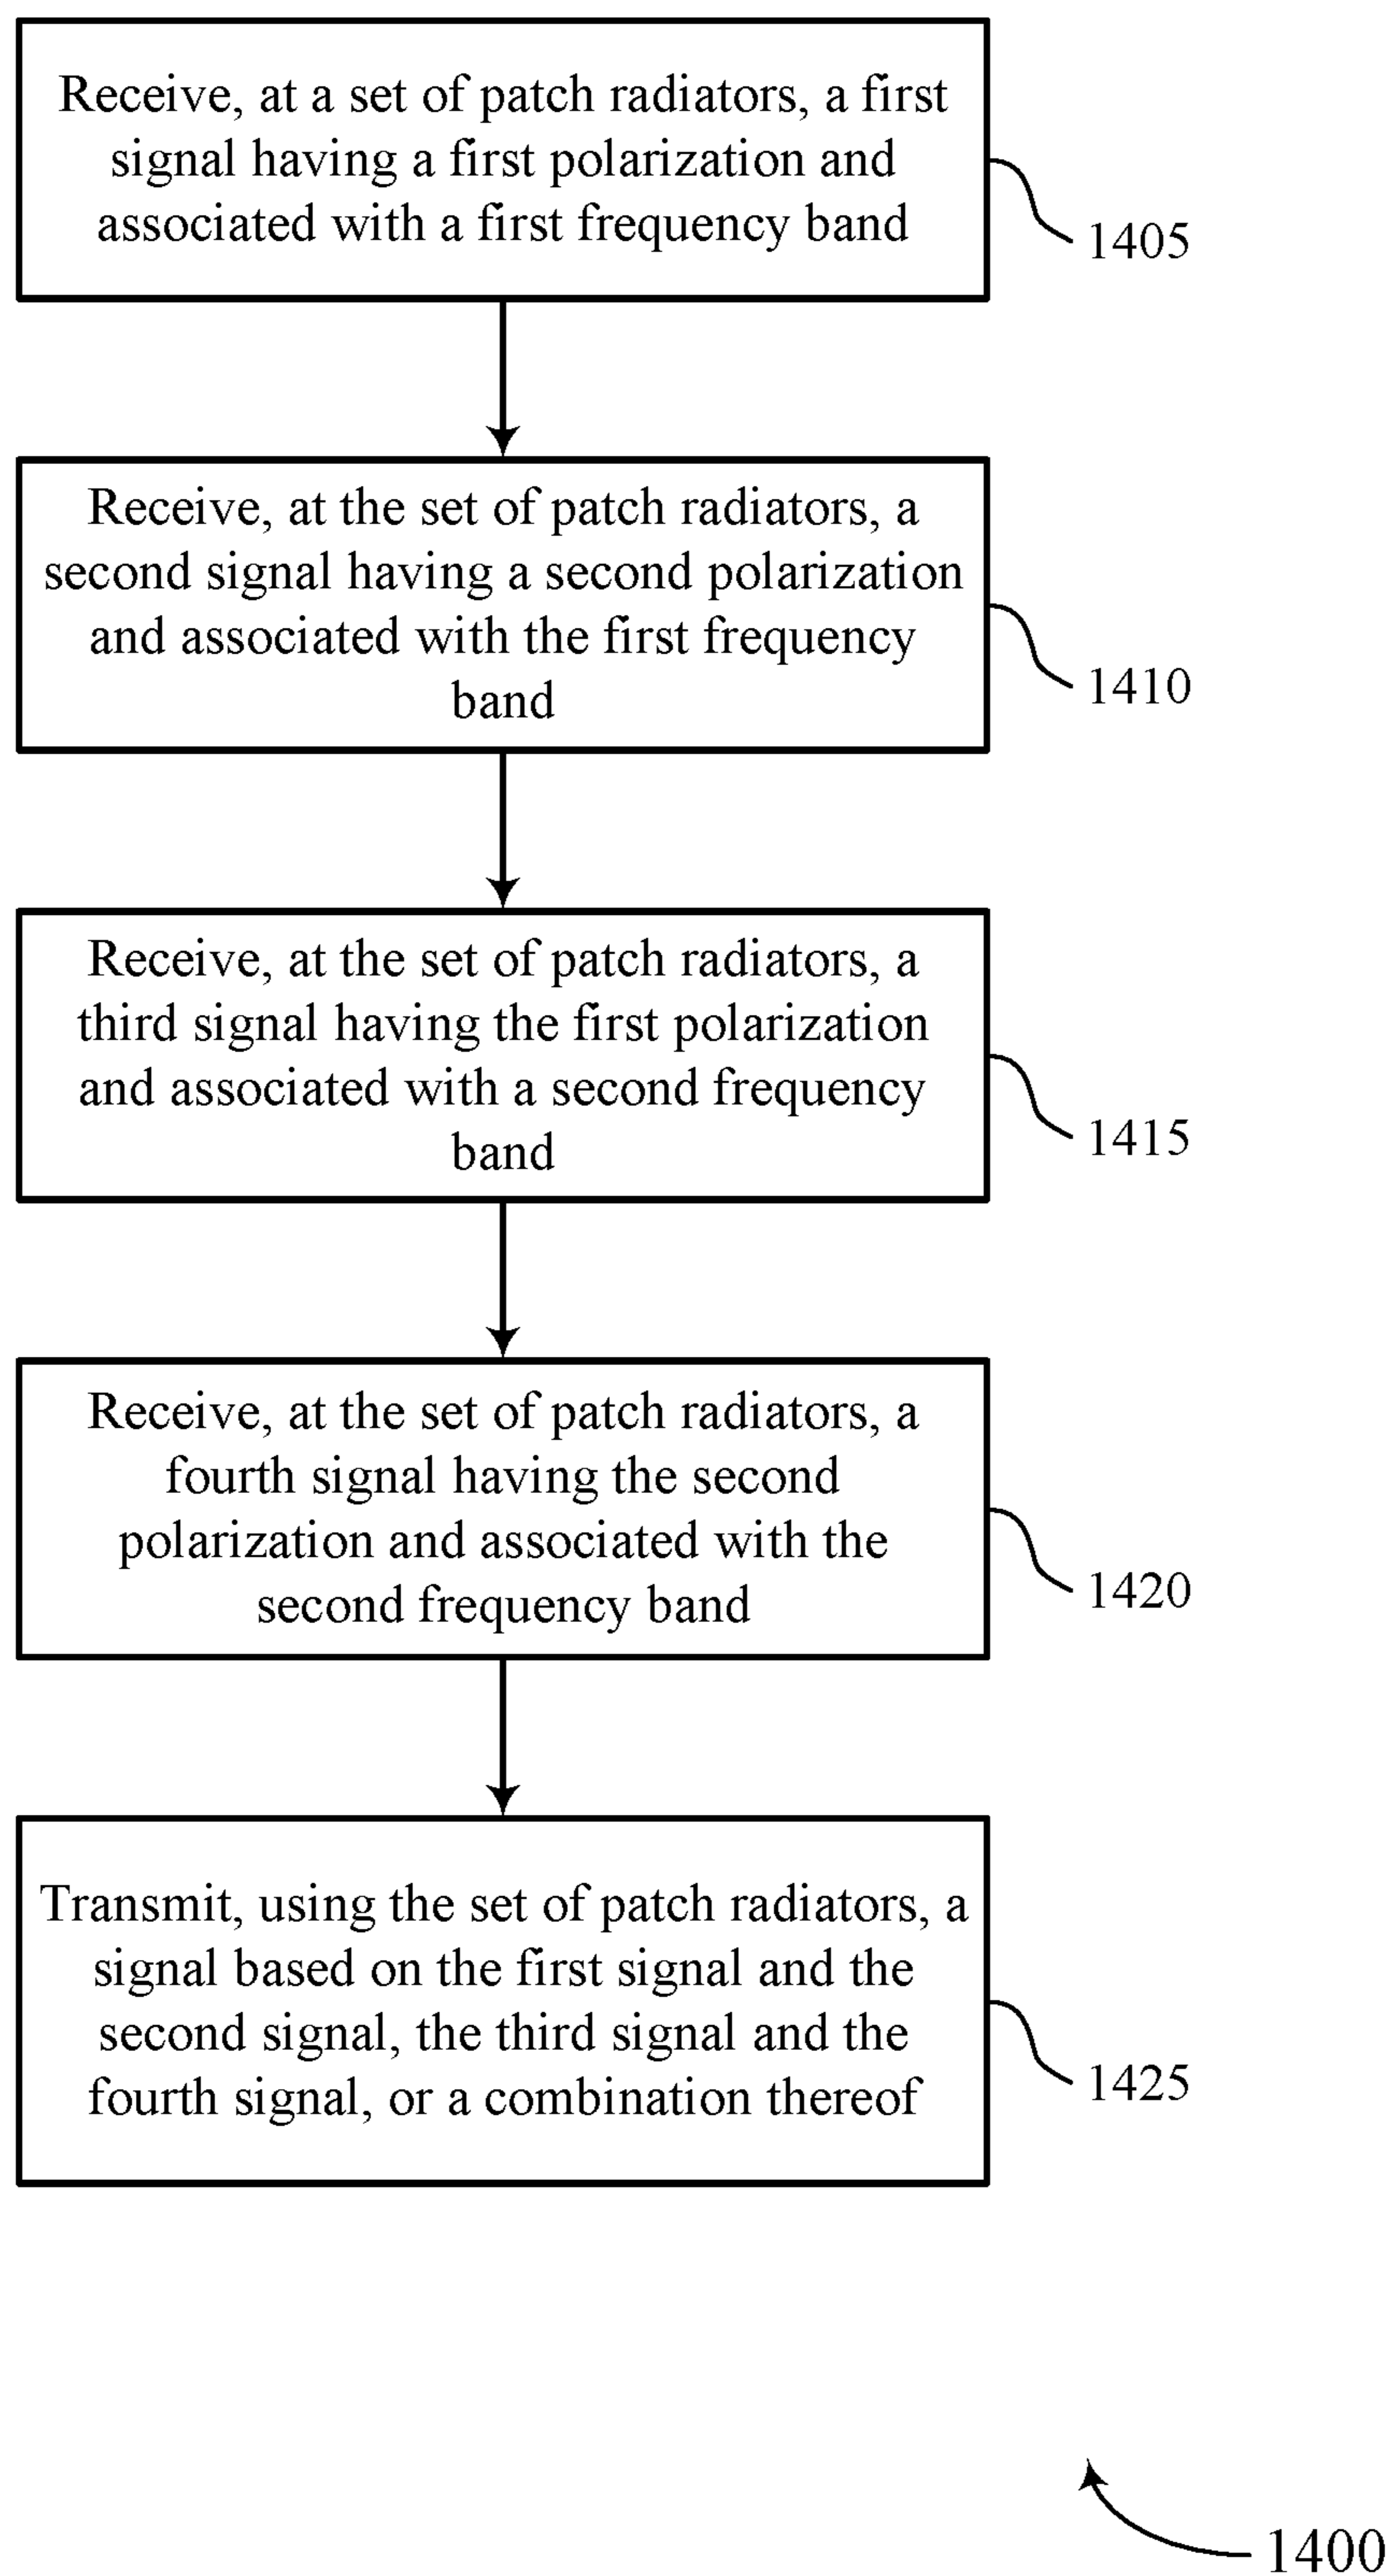 Receive, at a set of patch radiators, a first
signal having a first polarization and
associated with a first frequency band
1405
Receive, at the set of patch radiators, a
second signal having a second polarization
and associated with the first frequency
band
1410
Receive, at the set of patch radiators, a
third signal having the first polarization
and associated with a second frequency
band
1415
Receive, at the set of patch radiators, a
fourth signal having the second
polarization and associated with the
second frequency band
1420
Transmit, using the set of patch radiators, a
signal based on the first signal and the
second signal, the third signal and the
fourth signal, or a combination thereof
1425
1400